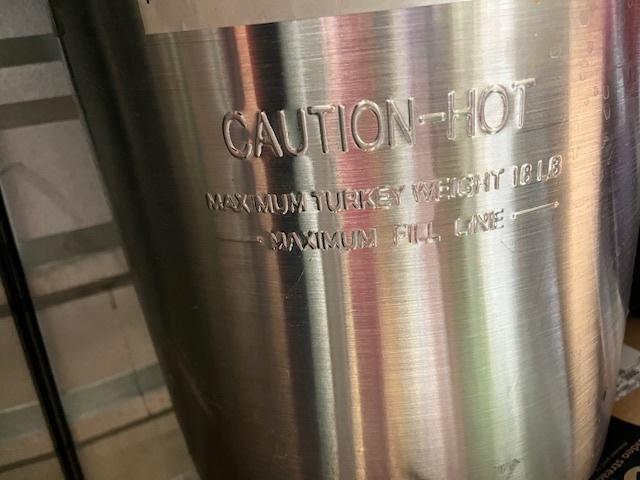 CAUTION-HOT
MAXIMUM TURKEY WEIGHT 18 LB
MAXIMUM FILL LINE